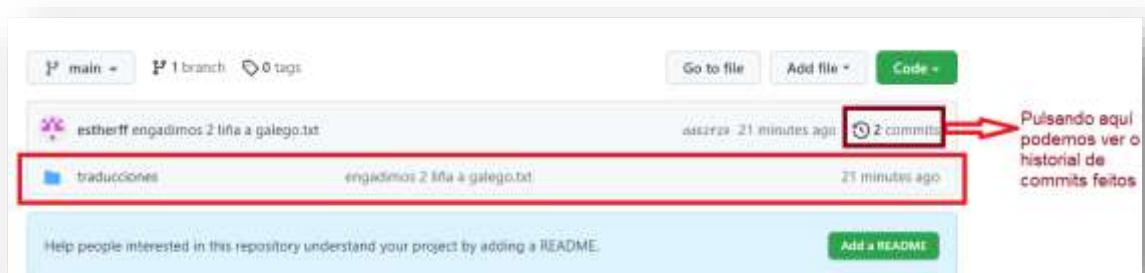 main
1 branch
0 tags
Go to file
Add file
Code
estherff engadimos 2 liña a galego.txt
21 minutes ago
2 commits
traducciones
engadimos 2 liña a galego.txt
21 minutes ago
Help people interested in this repository understand your project by adding a README.
Add a README
Pulsando aquí
podemos ver o
historial de
commits feitos